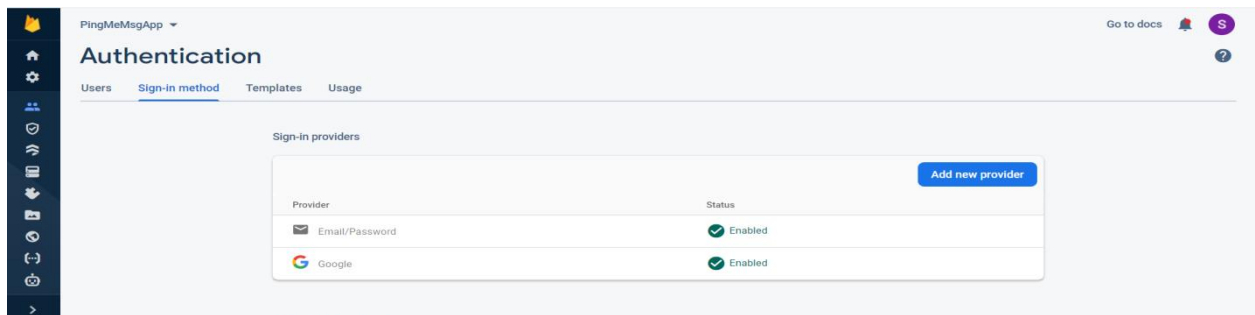 PingMeMsgApp
Go to docs
S
Authentication
Users Sign-in method Templates Usage
Sign-in providers
Add new provider
Provider Status
Email/Password Enabled
Google Enabled